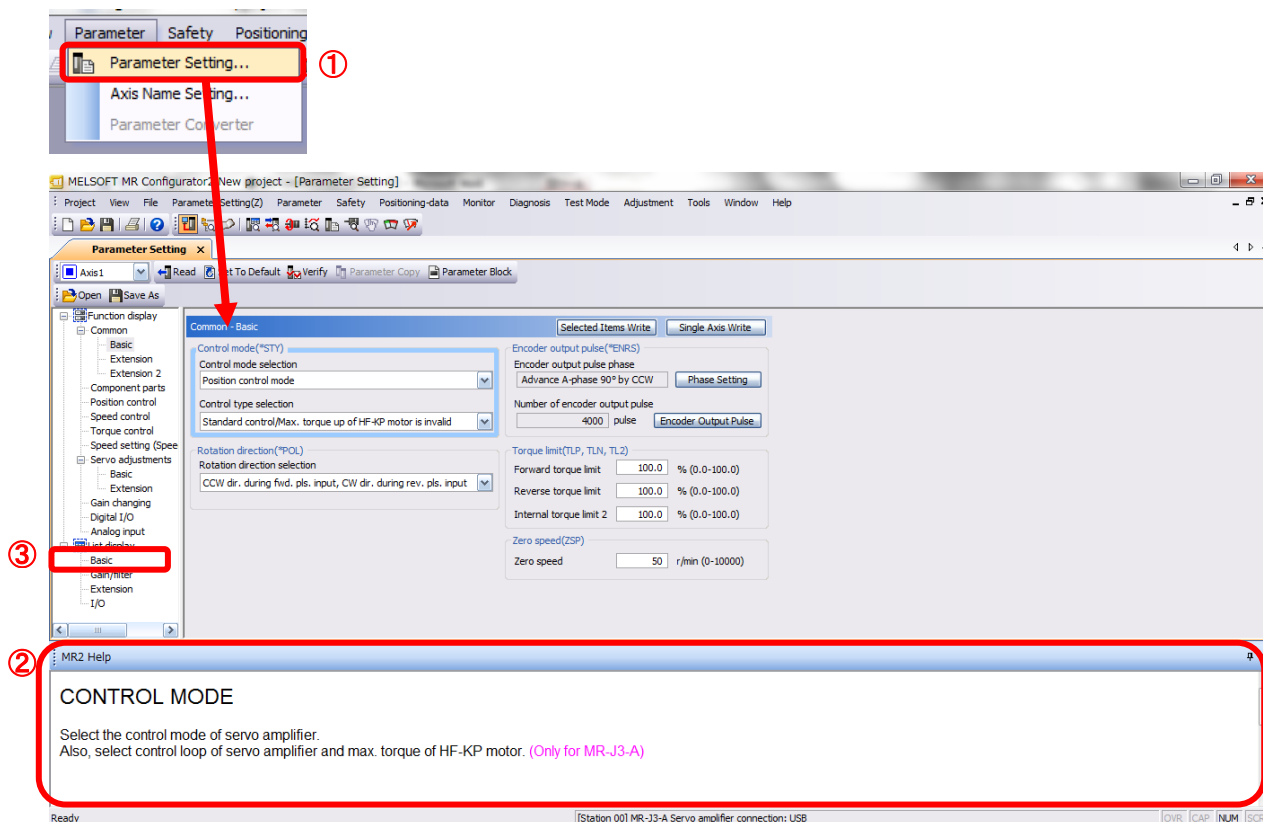 Parameter Safety Positioning
Parameter Setting... ①
Axis Name Setting...
Parameter Converter
MELSOFT MR Configurator2 New project - [Parameter Setting]
Project View File Parameter Setting(Z) Parameter Safety Positioning-data Monitor Diagnosis Test Mode Adjustment Tools Window Help
Parameter Setting
Axis1 Read Set To Default Verify Parameter Copy Parameter Block
Open Save As
Function display
Common
Basic
Extension
Extension 2
Component parts
Position control
Speed control
Torque control
Speed setting (Spee
Servo adjustments
Basic
Extension
Gain changing
Digital I/O
Analog input
List display
③ Basic
Gain/filter
Extension
I/O
Common - Basic Selected Items Write Single Axis Write
Control mode(*STY)
Control mode selection
Position control mode
Control type selection
Standard control/Max. torque up of HF-KP motor is invalid
Rotation direction(*POL)
Rotation direction selection
CCW dir. during fwd. pls. input, CW dir. during rev. pls. input
Encoder output pulse(*ENRS)
Encoder output pulse phase
Advance A-phase 90° by CCW Phase Setting
Number of encoder output pulse
4000 pulse Encoder Output Pulse
Torque limit(TLP, TLN, TL2)
Forward torque limit 100.0 % (0.0-100.0)
Reverse torque limit 100.0 % (0.0-100.0)
Internal torque limit 2 100.0 % (0.0-100.0)
Zero speed(ZSP)
Zero speed 50 r/min (0-10000)
② MR2 Help
CONTROL MODE
Select the control mode of servo amplifier.
Also, select control loop of servo amplifier and max. torque of HF-KP motor. (Only for MR-J3-A)
Ready [Station 00] MR-J3-A Servo amplifier connection: USB OVR CAP NUM SCR